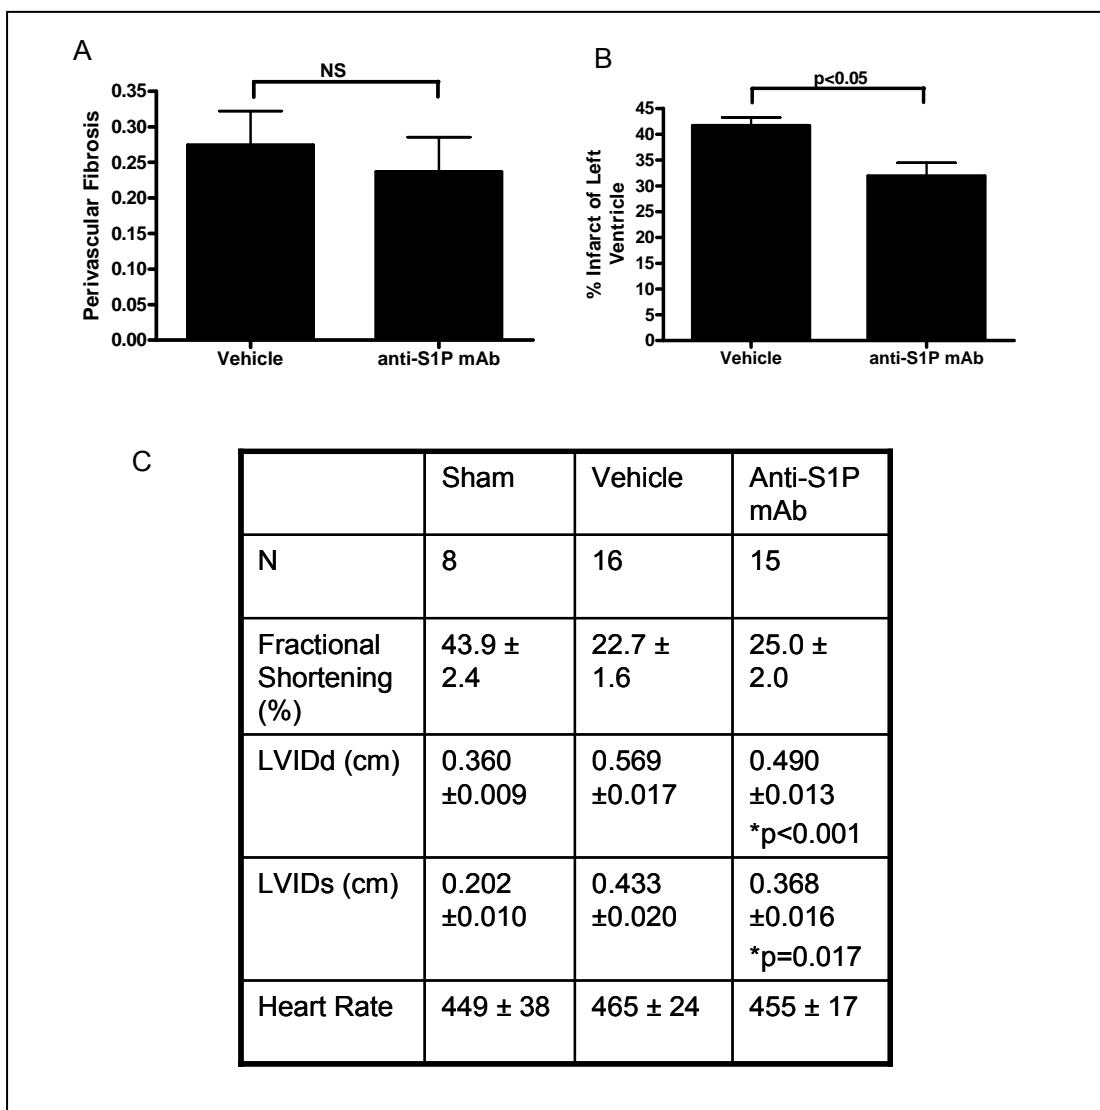 A
NS
0.35
0.30
0.25
0.20
0.15
0.10
0.05
0.00
Perivascular Fibrosis
Vehicle
anti-S1P mAb
B
p<0.05
45
40
35
30
25
20
15
10
5
0
% Infarct of Left
Ventricle
Vehicle
anti-S1P mAb
C
Sham
Vehicle
Anti-S1P
mAb
N
8
16
15
Fractional
Shortening
(%)
43.9 ±
2.4
22.7 ±
1.6
25.0 ±
2.0
LVIDd (cm)
0.360
±0.009
0.569
±0.017
0.490
±0.013
*p<0.001
LVIDs (cm)
0.202
±0.010
0.433
±0.020
0.368
±0.016
*p=0.017
Heart Rate
449 ± 38
465 ± 24
455 ± 17